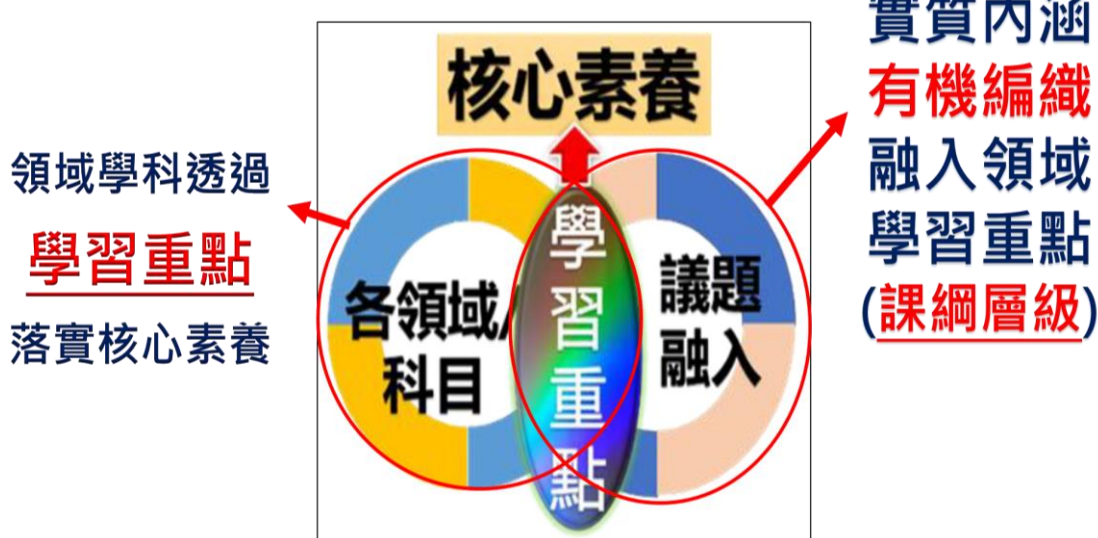 實質內涵
有機編織
融入領域
學習重點
(課綱層級)
核心素養
領域學科透過
學習重點
落實核心素養
各領域/
科目
學習重點
議題
融入